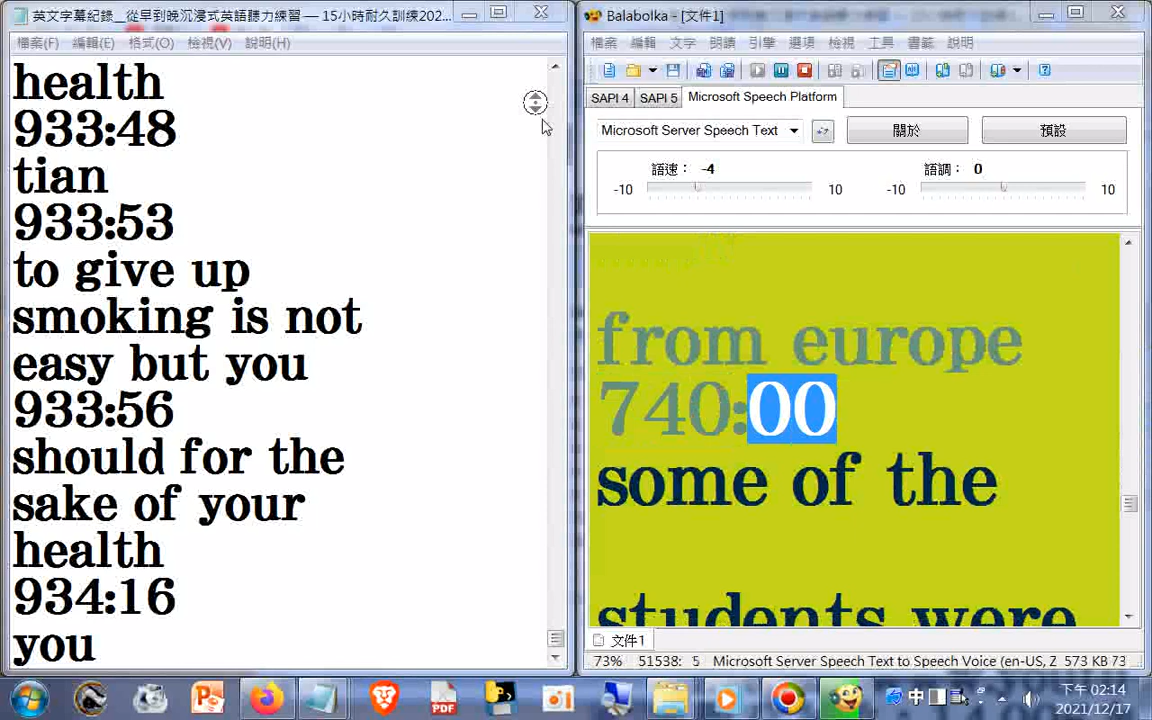 英文字幕紀錄__從早到晚沉浸式英語聽力練習 — 15小時耐久訓練202...
檔案(F) 編輯(E) 格式(O) 檢視(V) 說明(H)
health
933:48
tian
933:53
to give up
smoking is not
easy but you
933:56
should for the
sake of your
health
934:16
you
Balabolka - [文件1]
檔案 編輯 文字 朗讀 引擎 選項 檢視 工具 書籤 說明
SAPI 4 SAPI 5 Microsoft Speech Platform
Microsoft Server Speech Text 關於 預設
語速： -4 語調： 0
-10 10 -10 10
from europe
740:00
some of the
students were
文件1
73% 51538: 5 Microsoft Server Speech Text to Speech Voice (en-US, Z 573 KB 73
PDF 中 下午 02:14
2021/12/17